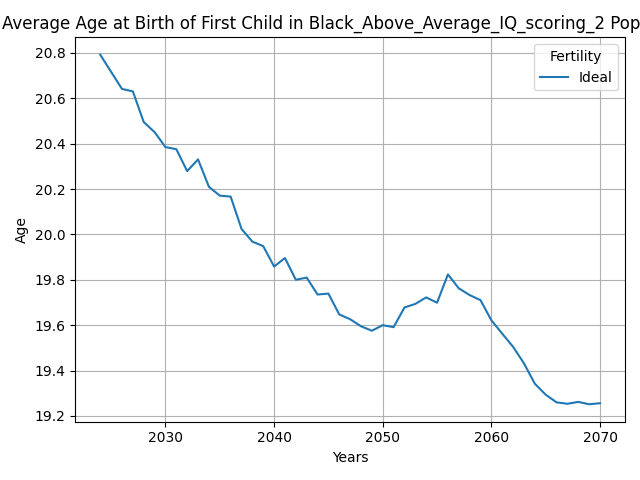 Average Age at Birth of First Child in Black_Above_Average_IQ_scoring_2 Pop
Fertility
Ideal
20.8
20.6
20.4
20.2
20.0
19.8
19.6
19.4
19.2
Age
2030 2040 2050 2060 2070
Years